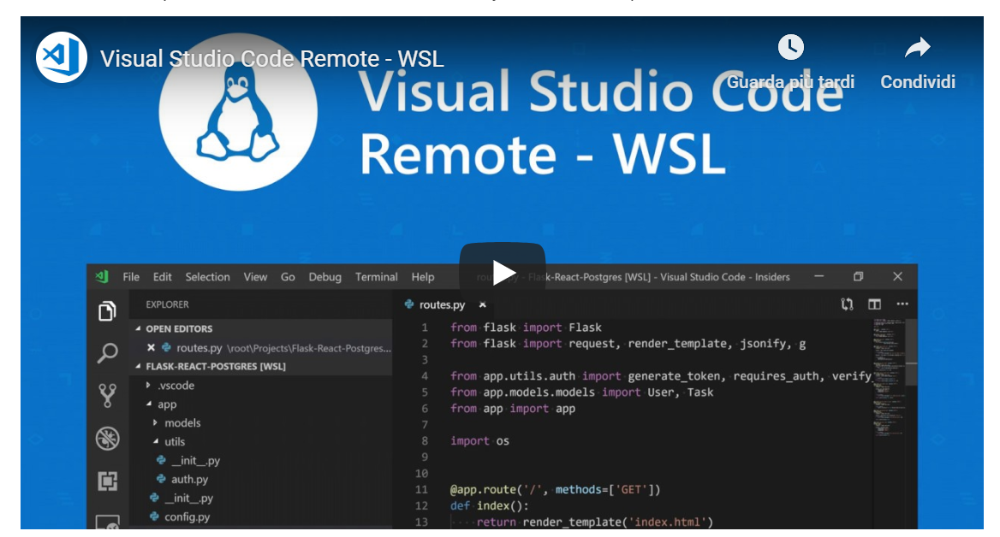 Visual Studio Code Remote - WSL
Guarda più tardi
Condividi
Visual Studio Code
Remote - WSL
File Edit Selection View Go Debug Terminal Help
- Flask-React-Postgres [WSL] - Visual Studio Code - Insiders
EXPLORER
OPEN EDITORS
routes.py \root\Projects\Flask-React-Postgres...
FLASK-REACT-POSTGRES [WSL]
.vscode
app
models
utils
__init__.py
auth.py
__init__.py
config.py
routes.py
1 from flask import Flask
2 from flask import request, render_template, jsonify, g
3
4 from app.utils.auth import generate_token, requires_auth, verify_
5 from app.models.models import User, Task
6 from app import app
7
8 import os
9
10
11 @app.route('/', methods=['GET'])
12 def index():
13 return render_template('index.html')